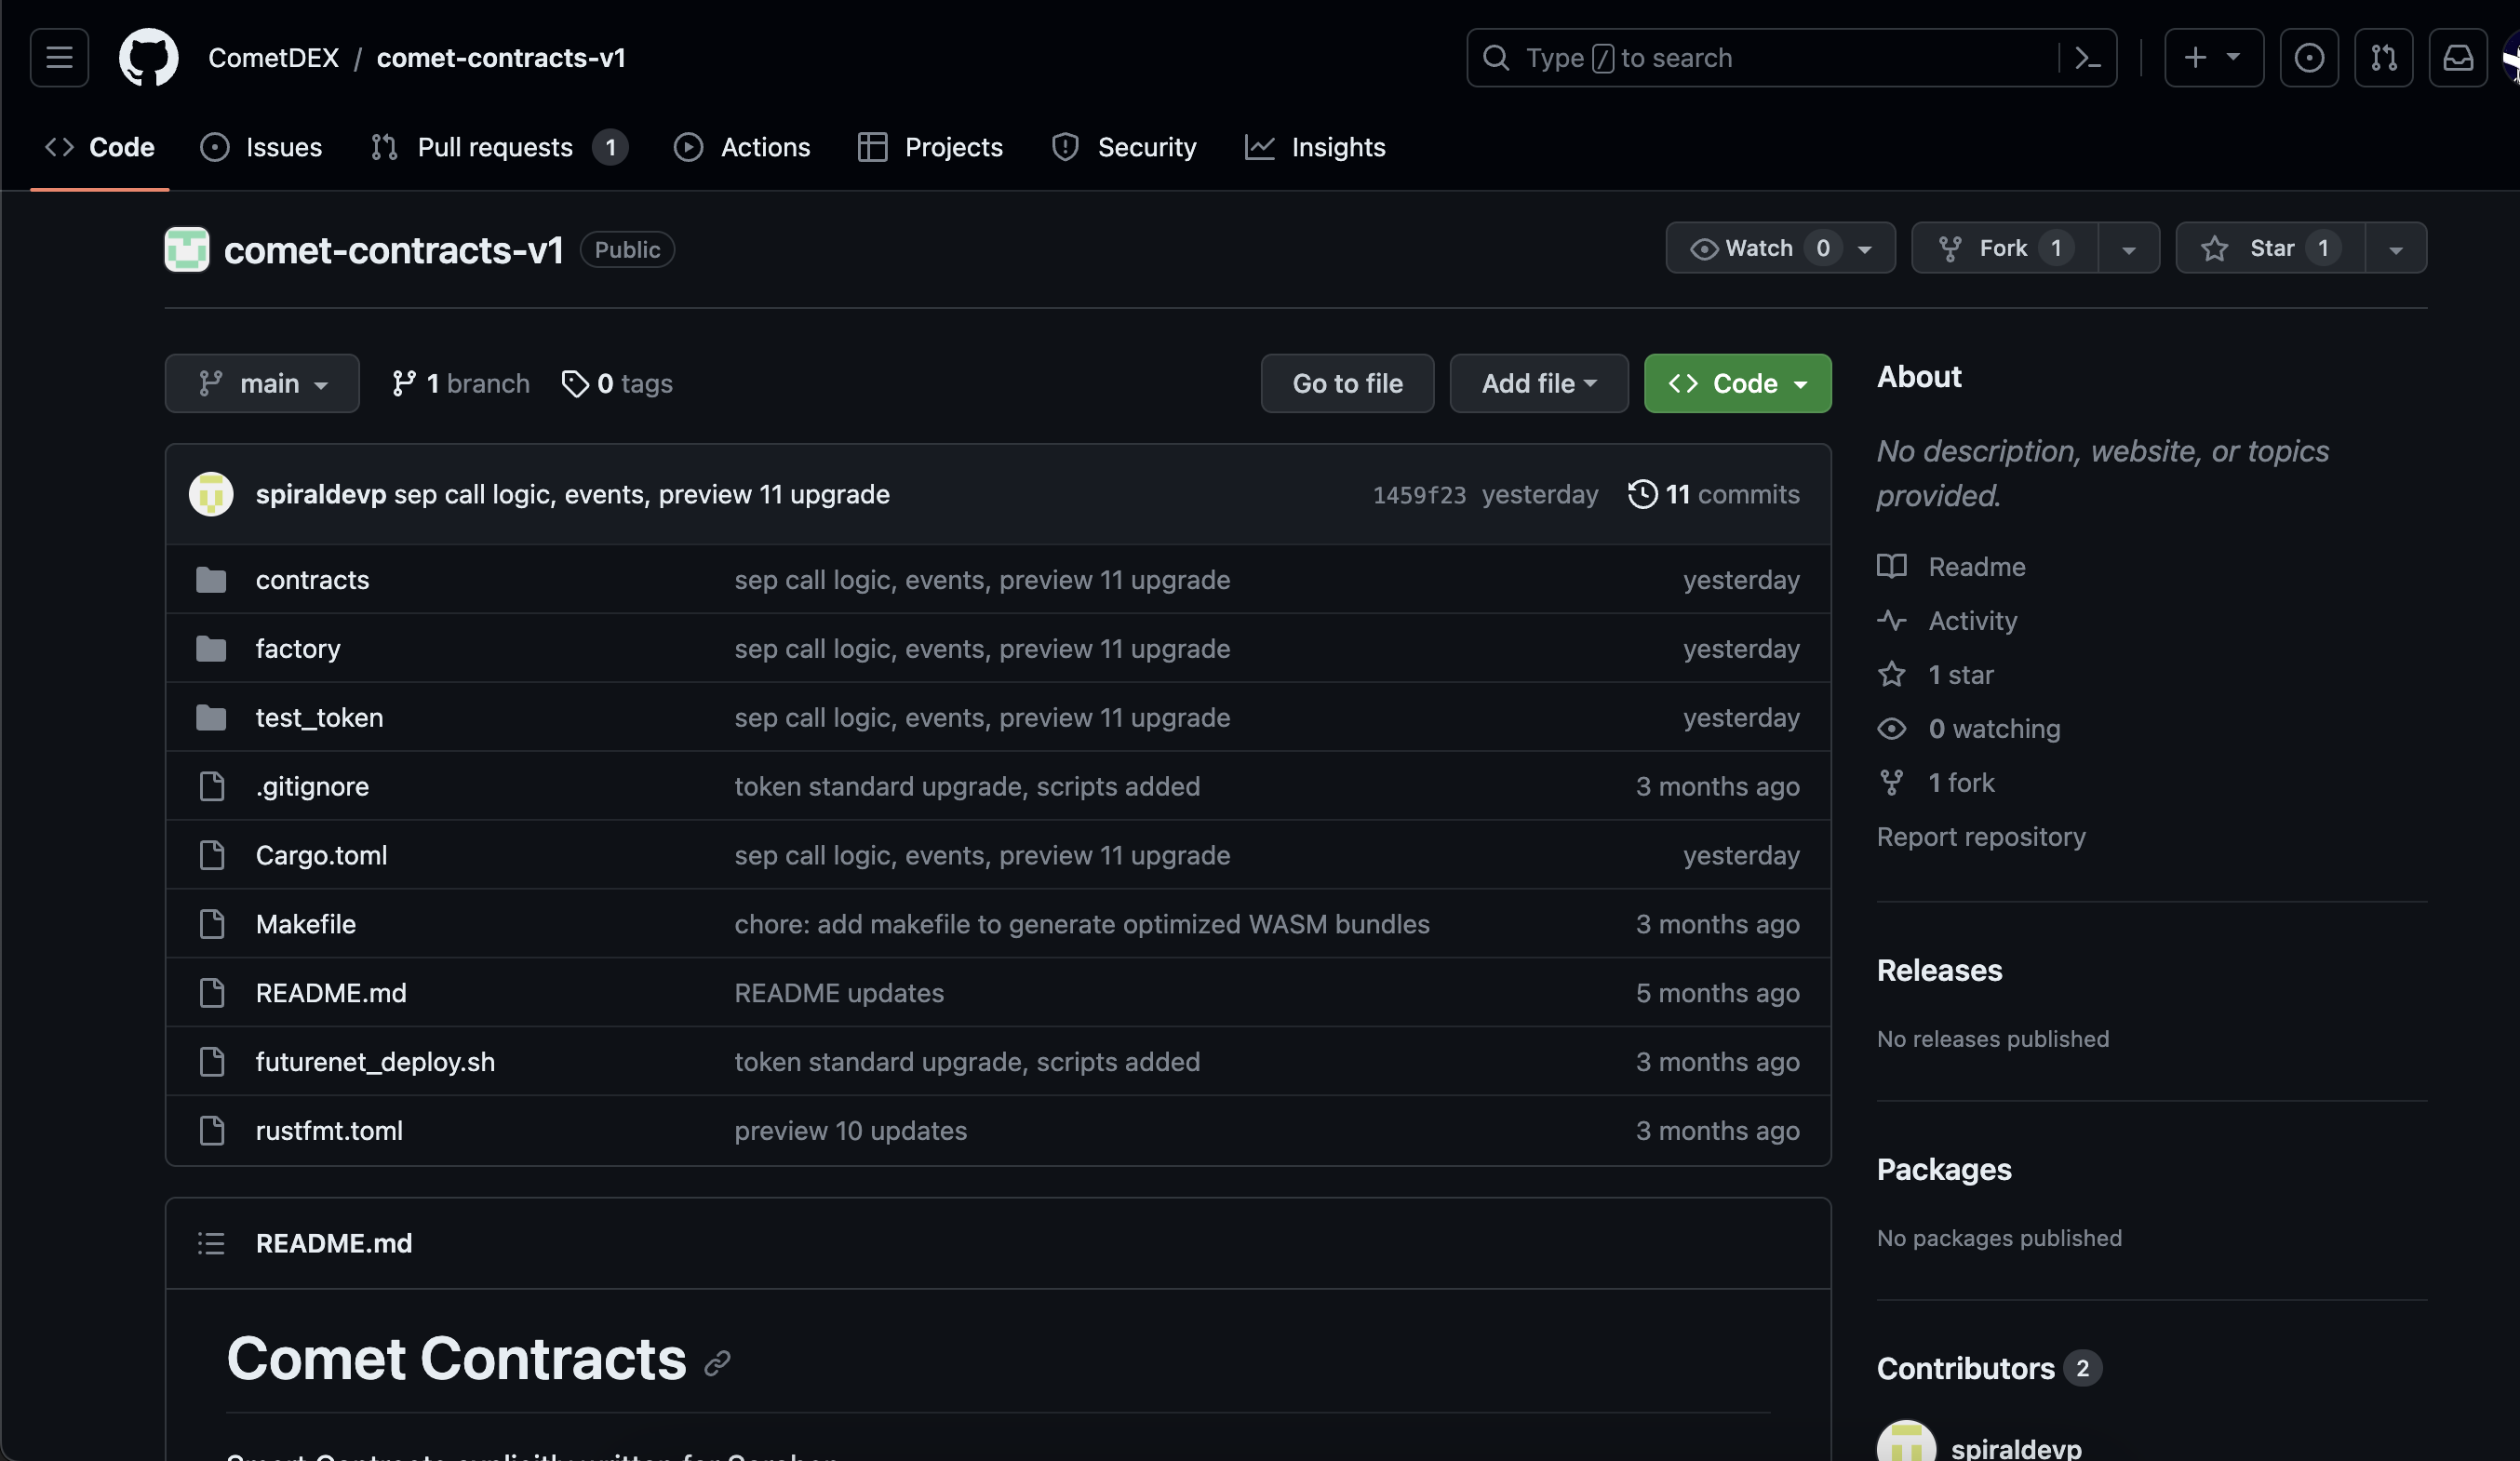 CometDEX / comet-contracts-v1
Type / to search
Code Issues Pull requests 1 Actions Projects Security Insights
comet-contracts-v1 Public
Watch 0 Fork 1 Star 1
main 1 branch 0 tags Go to file Add file Code
spiraldevp sep call logic, events, preview 11 upgrade 1459f23 yesterday 11 commits
contracts sep call logic, events, preview 11 upgrade yesterday
factory sep call logic, events, preview 11 upgrade yesterday
test_token sep call logic, events, preview 11 upgrade yesterday
.gitignore token standard upgrade, scripts added 3 months ago
Cargo.toml sep call logic, events, preview 11 upgrade yesterday
Makefile chore: add makefile to generate optimized WASM bundles 3 months ago
README.md README updates 5 months ago
futurenet_deploy.sh token standard upgrade, scripts added 3 months ago
rustfmt.toml preview 10 updates 3 months ago
README.md
Comet Contracts
Smart Contracts explicitly written for Soroban
About
No description, website, or topics
provided.
Readme
Activity
1 star
0 watching
1 fork
Report repository
Releases
No releases published
Packages
No packages published
Contributors 2
spiraldevp